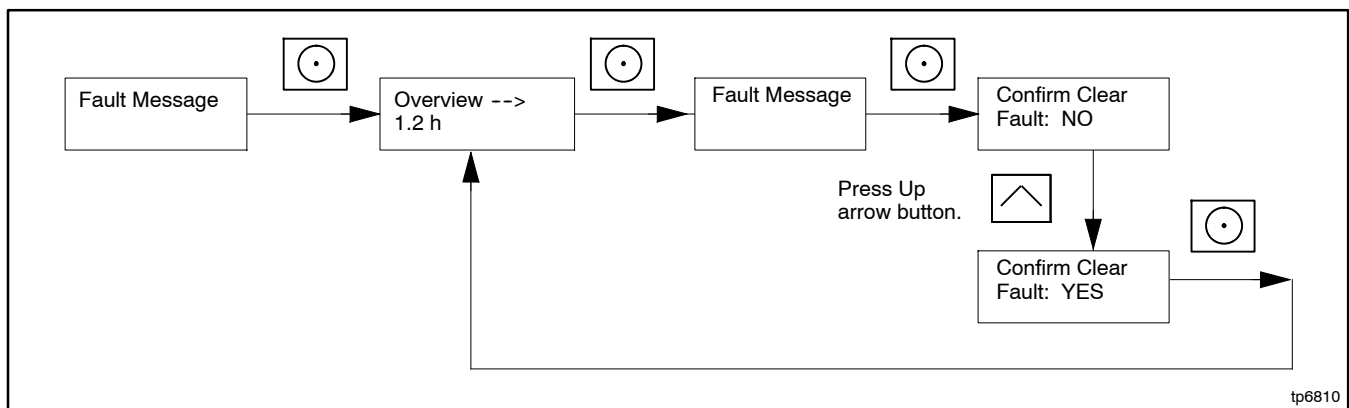 Fault Message
Overview -->
1.2 h
Fault Message
Confirm Clear
Fault: NO
Press Up
arrow button.
Confirm Clear
Fault: YES
tp6810